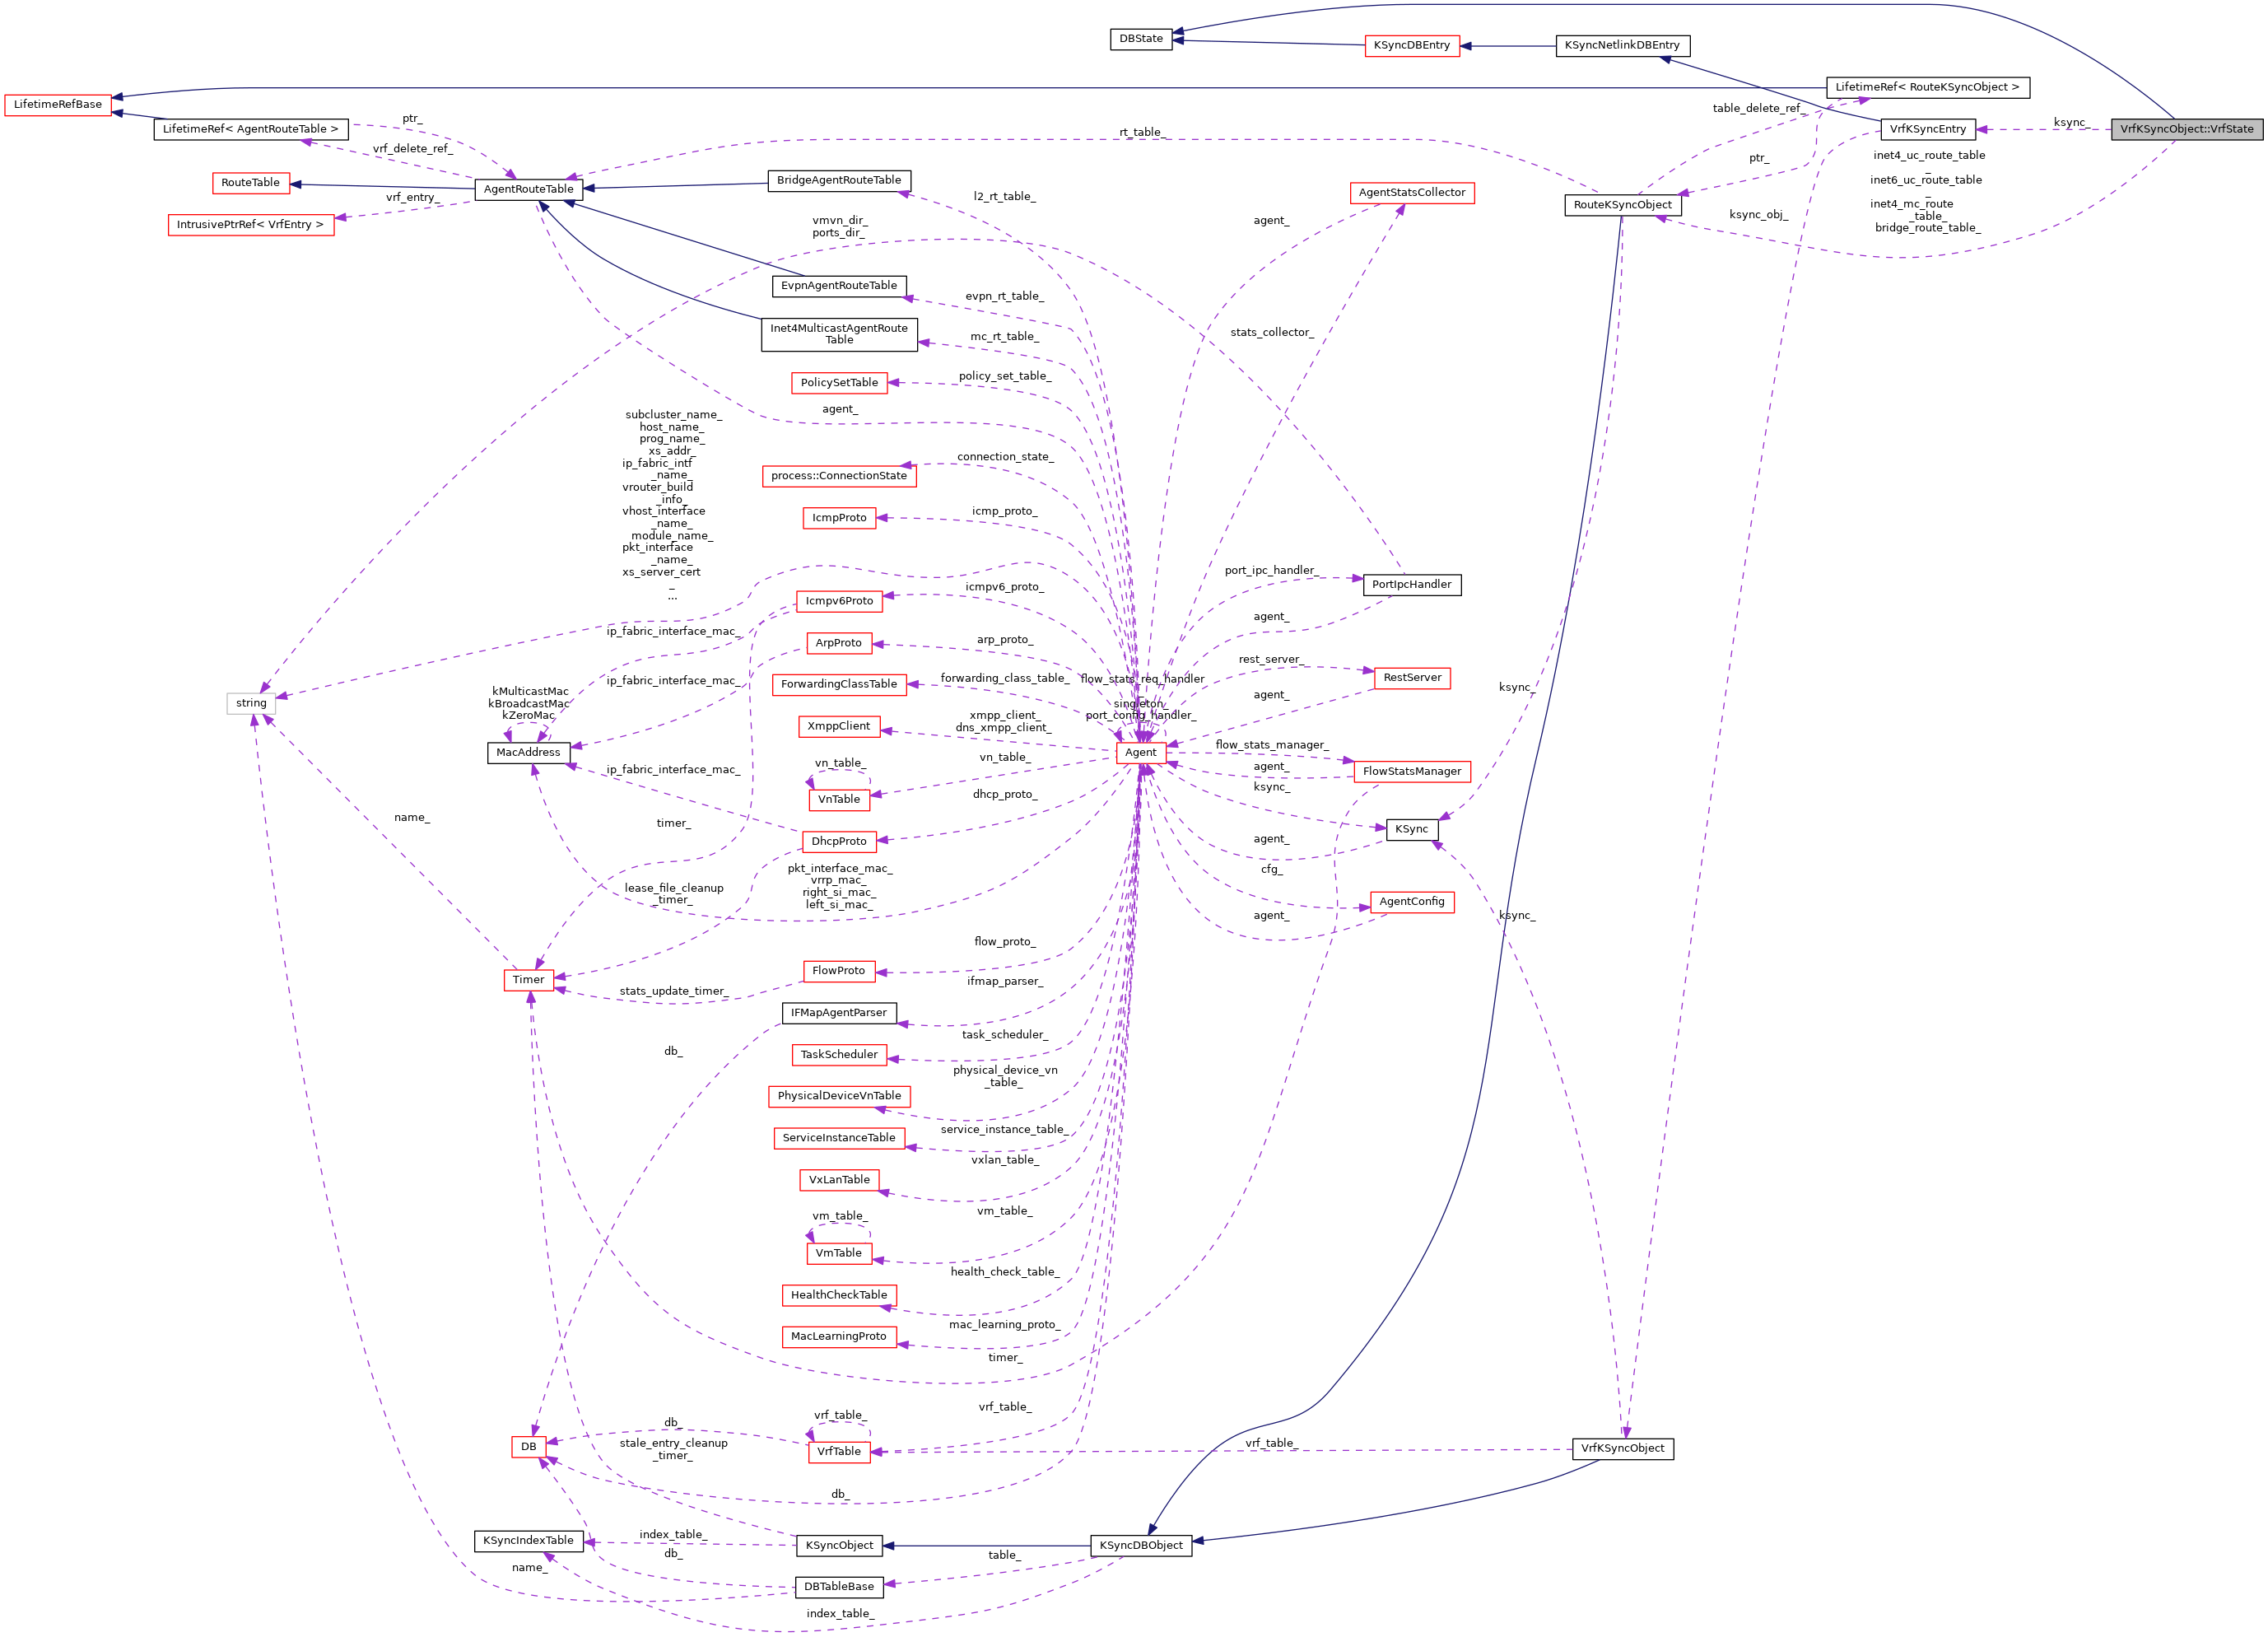 DBState
KSyncDBEntry
KSyncNetlinkDBEntry
LifetimeRef< RouteKSyncObject >
LifetimeRefBase
LifetimeRef< AgentRouteTable >
ptr_
vrf_delete_ref_
rt_table_
table_delete_ref_
VrfKSyncEntry
ksync_
VrfKSyncObject::VrfState
ptr_
inet4_uc_route_table
_
inet6_uc_route_table
_
inet4_mc_route
_table_
bridge_route_table_
RouteTable
AgentRouteTable
BridgeAgentRouteTable
vrf_entry_
IntrusivePtrRef< VrfEntry >
l2_rt_table_
AgentStatsCollector
RouteKSyncObject
ksync_obj_
vmvn_dir_
ports_dir_
agent_
EvpnAgentRouteTable
evpn_rt_table_
Inet4MulticastAgentRoute
Table
mc_rt_table_
stats_collector_
PolicySetTable
policy_set_table_
agent_
subcluster_name_
host_name_
prog_name_
xs_addr_
ip_fabric_intf
_name_
vrouter_build
_info_
vhost_interface
_name_
module_name_
pkt_interface
_name_
xs_server_cert
_
...
process::ConnectionState
connection_state_
IcmpProto
icmp_proto_
Icmpv6Proto
icmpv6_proto_
port_ipc_handler_
PortIpcHandler
agent_
ip_fabric_interface_mac_
ArpProto
arp_proto_
rest_server_
RestServer
agent_
ip_fabric_interface_mac_
ForwardingClassTable
forwarding_class_table_
flow_stats_req_handler
_
singleton_
port_config_handler_
string
kMulticastMac
kBroadcastMac
kZeroMac
MacAddress
XmppClient
xmpp_client_
dns_xmpp_client_
Agent
flow_stats_manager_
FlowStatsManager
agent_
ksync_
ksync_
ip_fabric_interface_mac_
vn_table_
VnTable
vn_table_
dhcp_proto_
name_
timer_
DhcpProto
KSync
agent_
cfg_
AgentConfig
agent_
ksync_
lease_file_cleanup
_timer_
pkt_interface_mac_
vrrp_mac_
right_si_mac_
left_si_mac_
flow_proto_
Timer
FlowProto
stats_update_timer_
ifmap_parser_
IFMapAgentParser
db_
task_scheduler_
TaskScheduler
physical_device_vn
_table_
PhysicalDeviceVnTable
service_instance_table_
ServiceInstanceTable
vxlan_table_
VxLanTable
vm_table_
vm_table_
VmTable
health_check_table_
HealthCheckTable
mac_learning_proto_
MacLearningProto
timer_
vrf_table_
vrf_table_
DB
db_
VrfTable
vrf_table_
VrfKSyncObject
stale_entry_cleanup
_timer_
db_
KSyncIndexTable
index_table_
KSyncObject
KSyncDBObject
db_
table_
name_
DBTableBase
index_table_